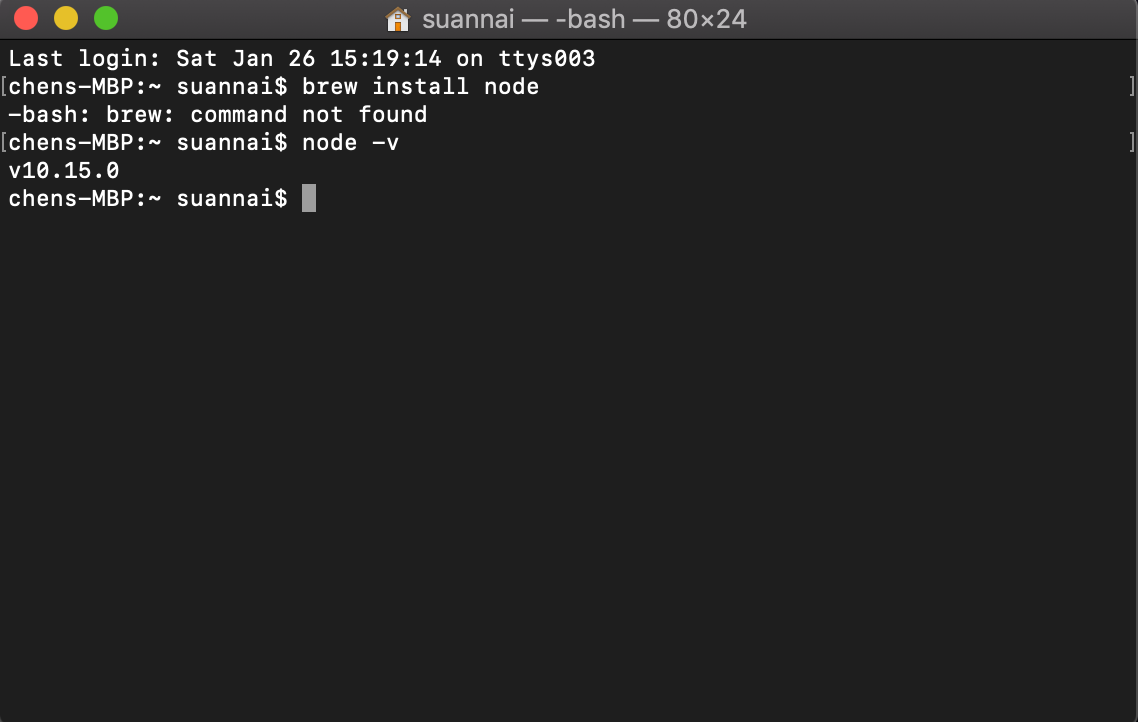 suannai — -bash — 80×24
Last login: Sat Jan 26 15:19:14 on ttys003
[chens-MBP:~ suannai$ brew install node ]
-bash: brew: command not found
[chens-MBP:~ suannai$ node -v ]
v10.15.0
chens-MBP:~ suannai$